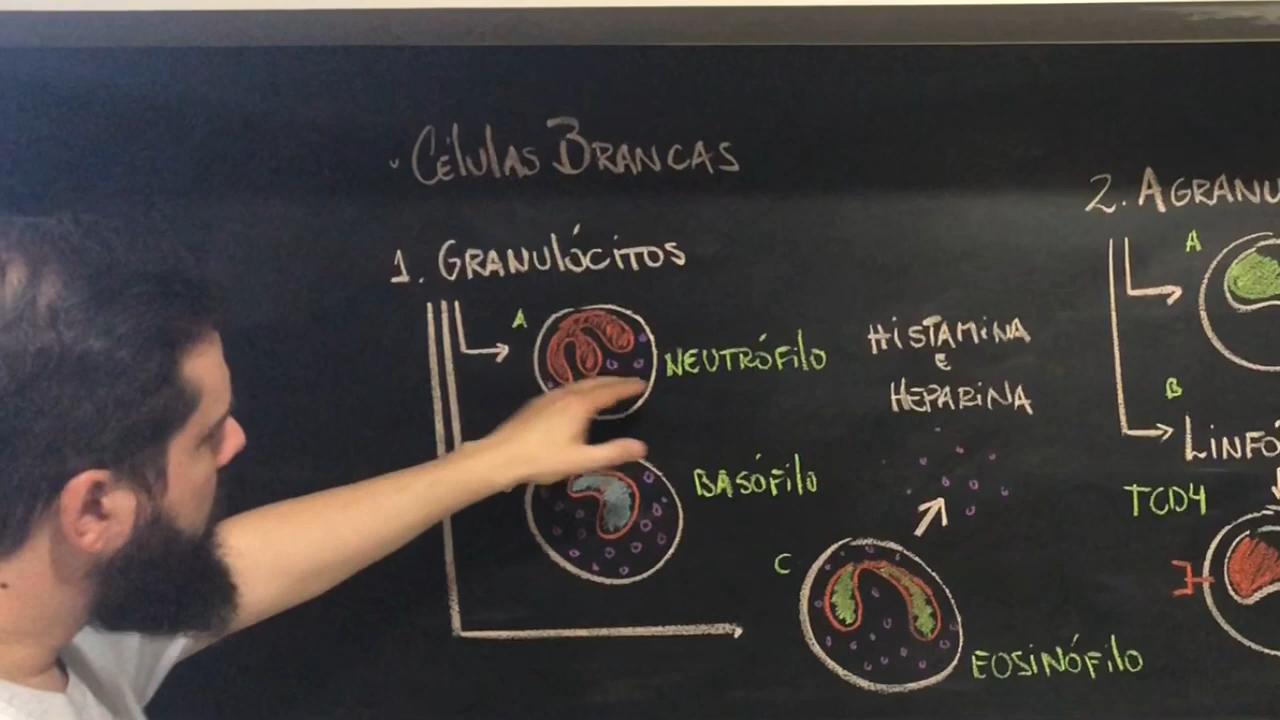 Células Brancas
1. Granulócitos
A
Neutrófilo
Basófilo
Histamina
e
Heparina
C
Eosinófilo
2. Agranu
A
B
Linfó
TCD4